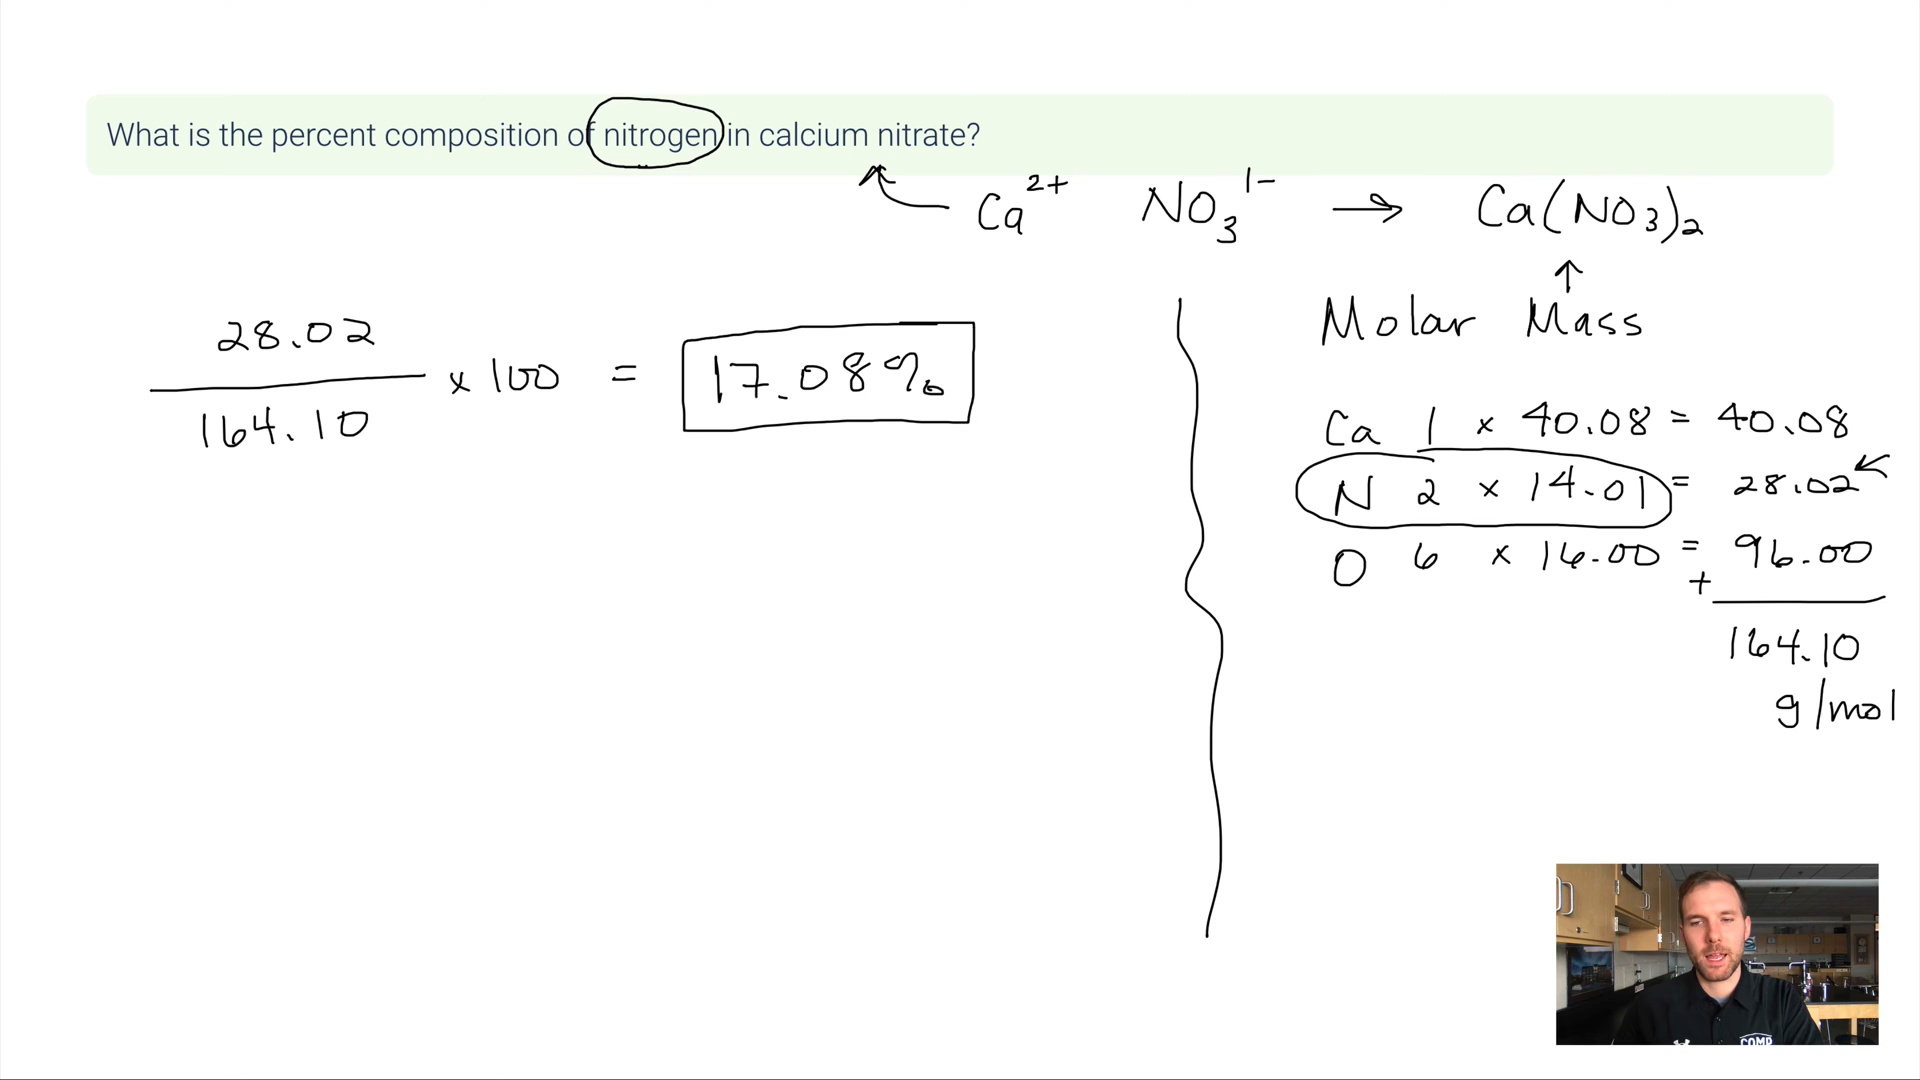 What is the percent composition of nitrogen in calcium nitrate?
Ca²⁺ NO₃¹⁻ → Ca(NO₃)₂
Molar Mass
28.02
164.10
x 100 = 17.08%
Ca 1 x 40.08 = 40.08
N 2 x 14.01 = 28.02
O 6 x 16.00 = 96.00
+
164.10
g/mol
COMP